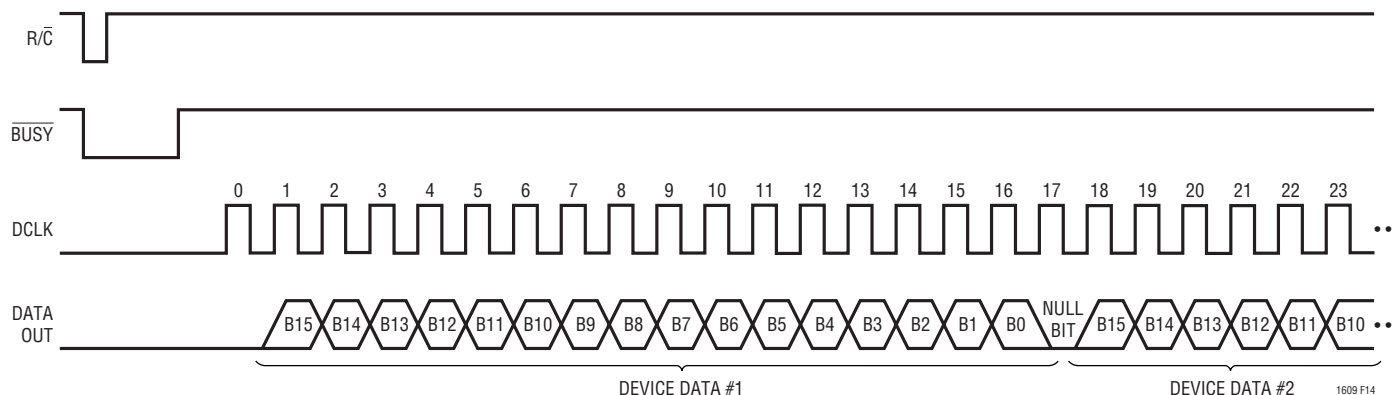 R/C̅
B̅U̅S̅Y̅
0 1 2 3 4 5 6 7 8 9 10 11 12 13 14 15 16 17 18 19 20 21 22 23
DCLK
DATA
OUT
B15 B14 B13 B12 B11 B10 B9 B8 B7 B6 B5 B4 B3 B2 B1 B0
NULL
BIT
B15 B14 B13 B12 B11 B10
DEVICE DATA #1
DEVICE DATA #2
1609 F14